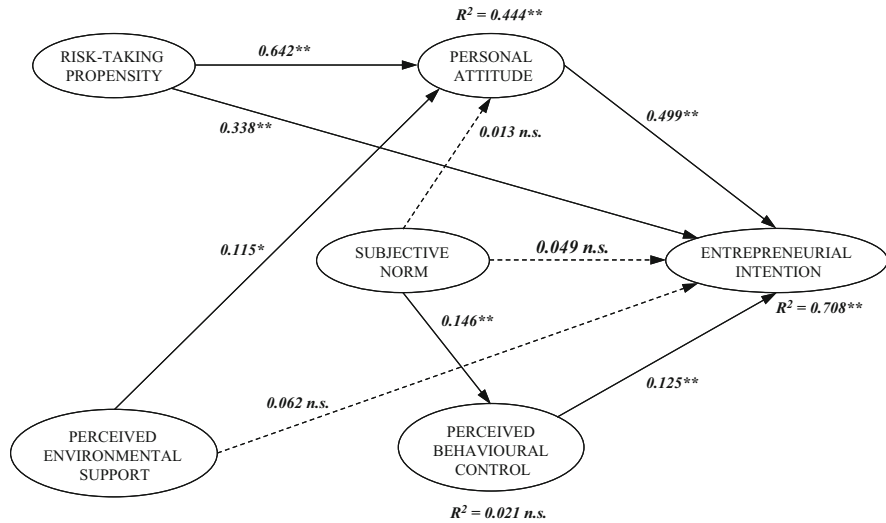 R² = 0.444**
RISK-TAKING
PROPENSITY
0.642**
PERSONAL
ATTITUDE
0.338**
0.013 n.s.
0.499**
0.115*
SUBJECTIVE
NORM
0.049 n.s.
ENTREPRENEURIAL
INTENTION
R² = 0.708**
0.146**
0.062 n.s.
0.125**
PERCEIVED
ENVIRONMENTAL
SUPPORT
PERCEIVED
BEHAVIOURAL
CONTROL
R² = 0.021 n.s.